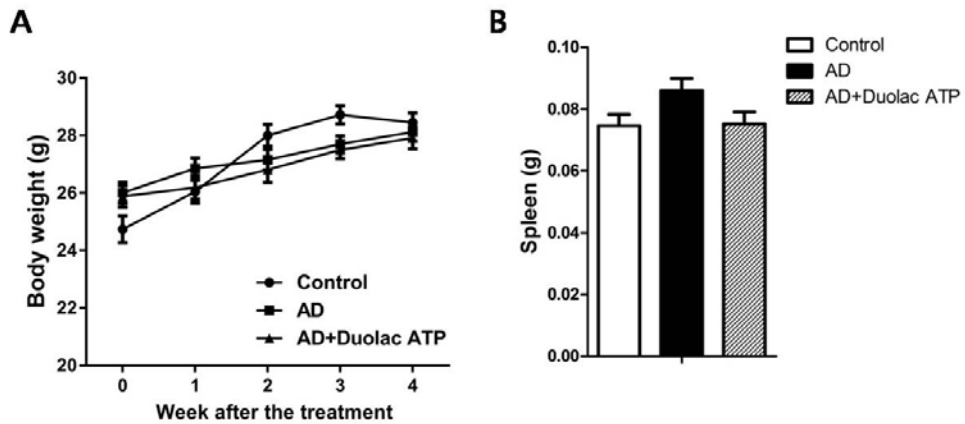 A
Body weight (g)
30
28
26
24
22
20
0 1 2 3 4
Week after the treatment
Control
AD
AD+Duolac ATP
B
Spleen (g)
0.10
0.08
0.06
0.04
0.02
0.00
Control
AD
AD+Duolac ATP